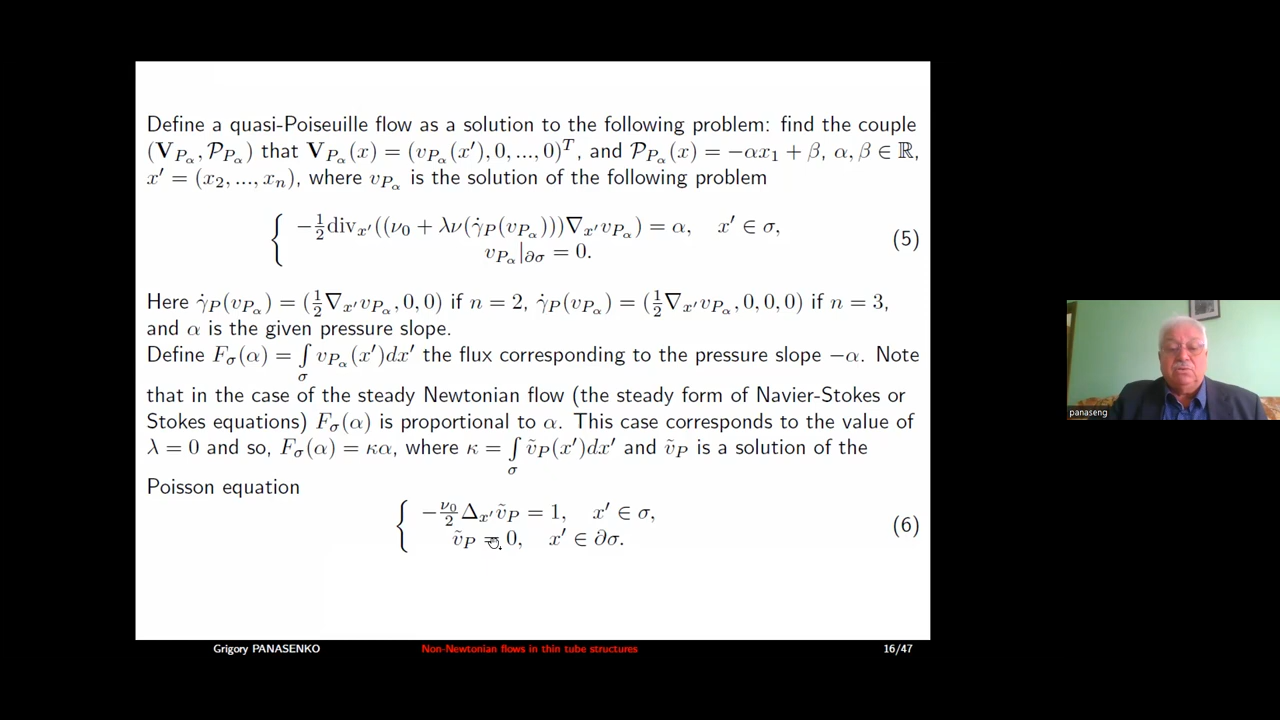 Define a quasi-Poiseuille flow as a solution to the following problem: find the couple
(𝐕_{P_α}, 𝒫_{P_α}) that 𝐕_{P_α}(x) = (v_{P_α}(x′), 0, ..., 0)^T, and 𝒫_{P_α}(x) = −αx₁ + β, α, β ∈ ℝ,
x′ = (x₂, ..., xₙ), where v_{P_α} is the solution of the following problem
{ −½div_{x′}((ν₀ + λν(γ̇_P(v_{P_α})))∇_{x′}v_{P_α}) = α, x′ ∈ σ,
v_{P_α}|_{∂σ} = 0.
(5)
Here γ̇_P(v_{P_α}) = (½∇_{x′}v_{P_α}, 0, 0) if n = 2, γ̇_P(v_{P_α}) = (½∇_{x′}v_{P_α}, 0, 0, 0) if n = 3,
and α is the given pressure slope.
Define F_σ(α) = ∫_σ v_{P_α}(x′)dx′ the flux corresponding to the pressure slope −α. Note
that in the case of the steady Newtonian flow (the steady form of Navier-Stokes or
Stokes equations) F_σ(α) is proportional to α. This case corresponds to the value of
λ = 0 and so, F_σ(α) = κα, where κ = ∫_σ ṽ_P(x′)dx′ and ṽ_P is a solution of the
Poisson equation
{ −ν₀/2 Δ_{x′}ṽ_P = 1, x′ ∈ σ,
ṽ_P = 0, x′ ∈ ∂σ.
(6)
Grigory PANASENKO Non-Newtonian flows in thin tube structures 16/47
panaseng